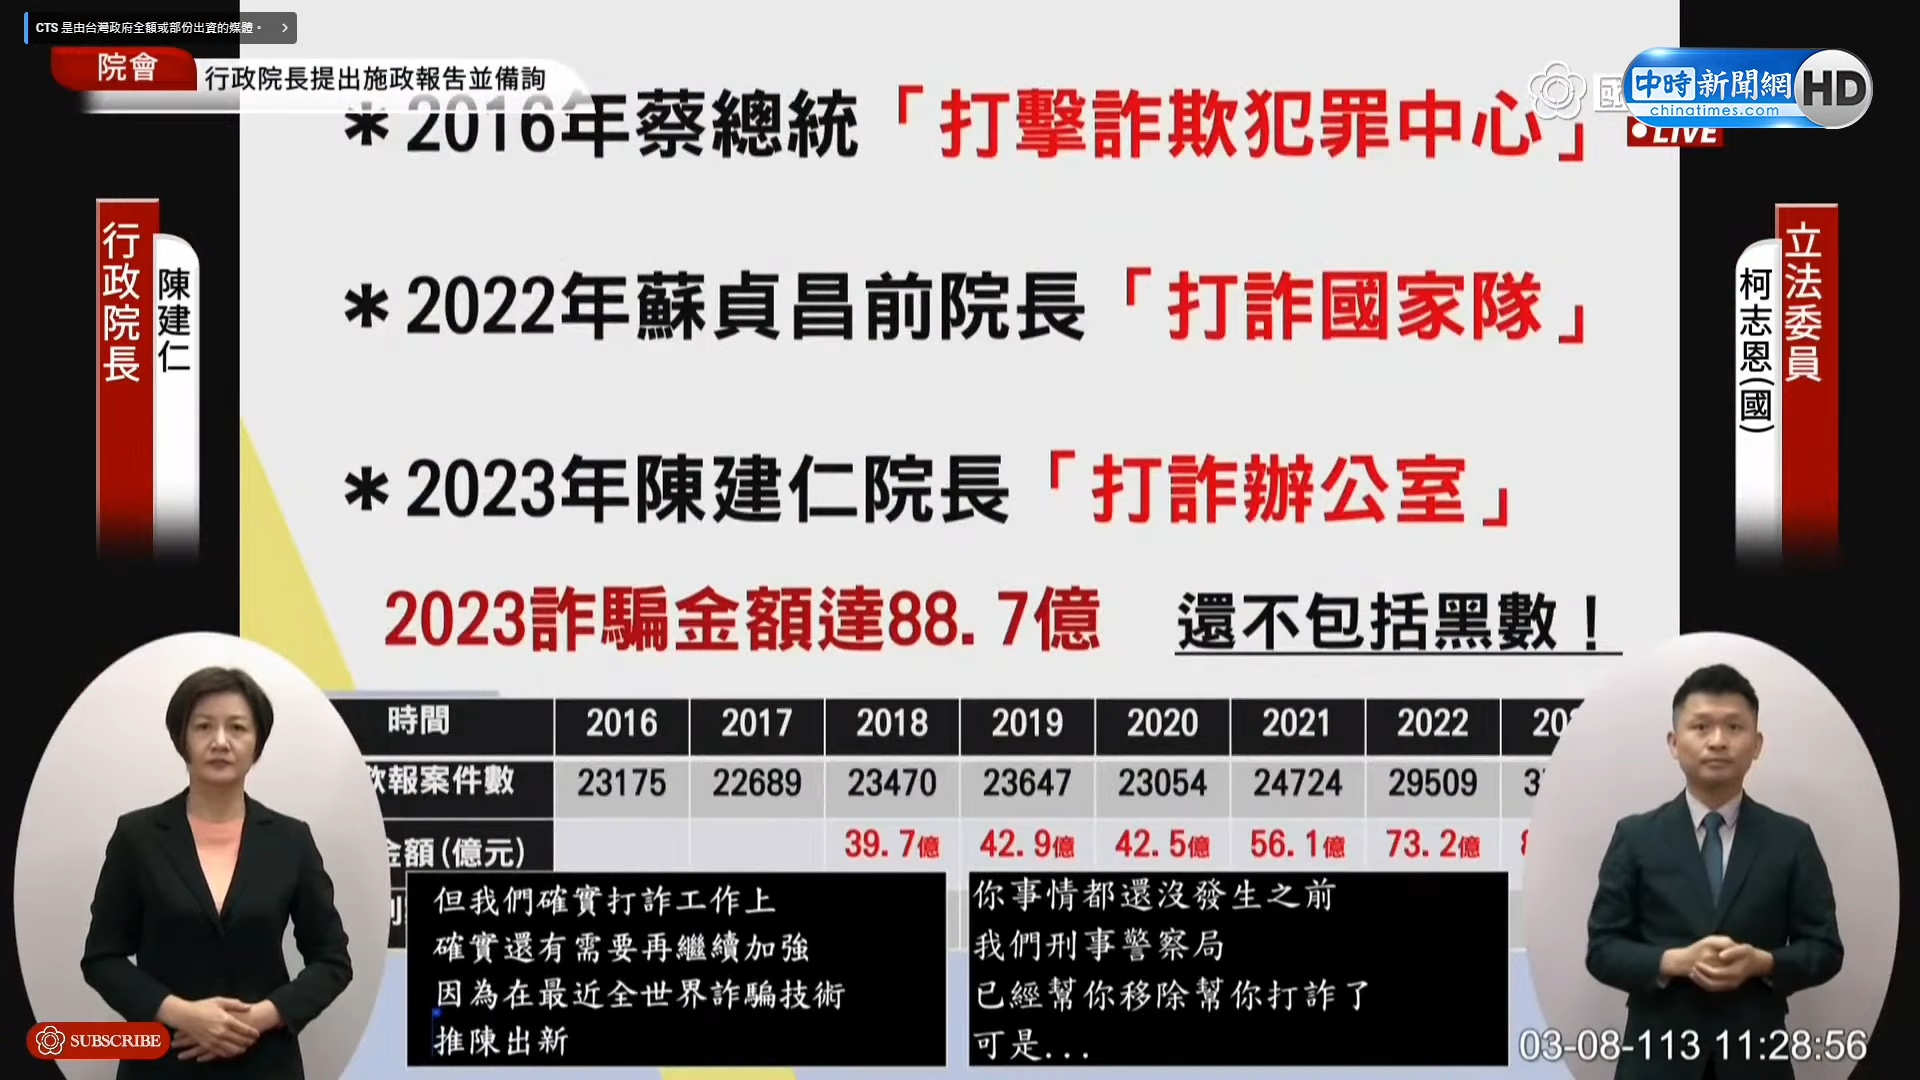 CTS 是由台灣政府全額或部份出資的媒體。
院會
行政院長提出施政報告並備詢
中時新聞網 HD
chinatimes.com
LIVE
行政院長
陳建仁
立法委員
柯志恩(國)
*2016年蔡總統「打擊詐欺犯罪中心」
*2022年蘇貞昌前院長「打詐國家隊」
*2023年陳建仁院長「打詐辦公室」
2023詐騙金額達88.7億 還不包括黑數！
時間 2016 2017 2018 2019 2020 2021 2022
報案件數 23175 22689 23470 23647 23054 24724 29509
金額(億元) 39.7億 42.9億 42.5億 56.1億 73.2億
但我們確實打詐工作上
確實還有需要再繼續加強
因為在最近全世界詐騙技術
推陳出新
你事情都還沒發生之前
我們刑事警察局
已經幫你移除幫你打詐了
可是...
SUBSCRIBE
03-08-113 11:28:56